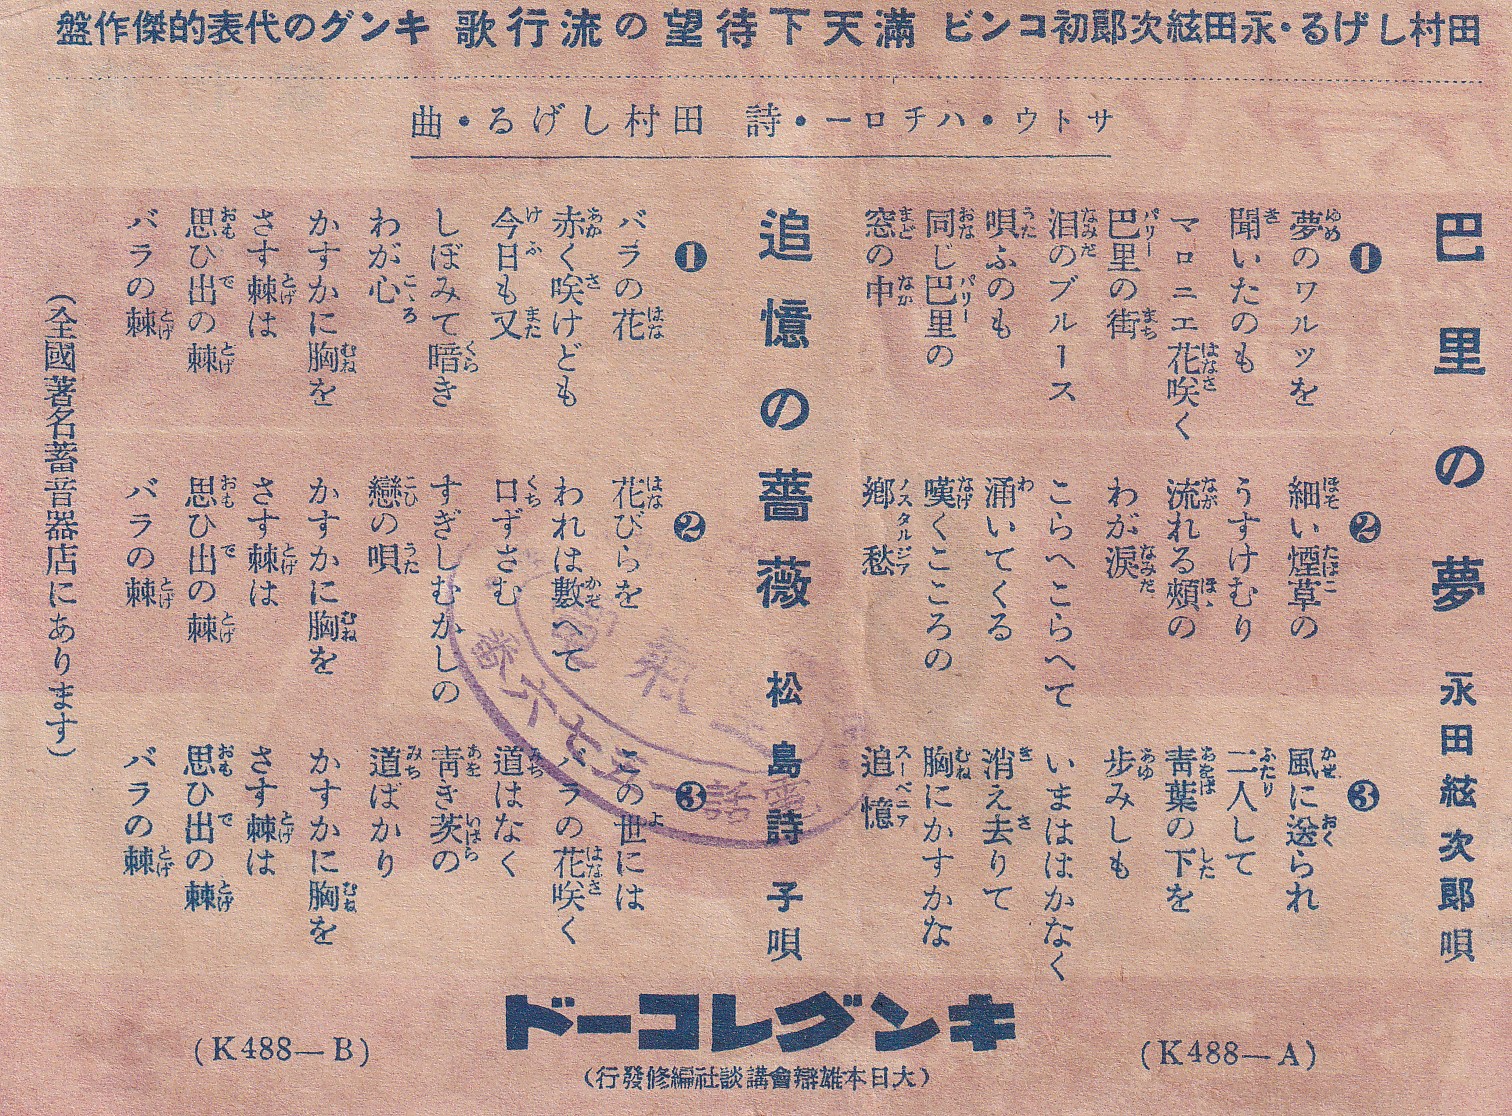 田村しげる・永田絃次郎初コンビ 滿天下待望の流行歌 キングの代表的傑作盤
サトウ・ハチロー・詩 田村しげる・曲
巴里の夢 永田絃次郎唄
❶
夢のワルツを
聞いたのも
マロニエ花咲く
巴里の街
泪のブルース
唄ふのも
同じ巴里の
窓の中
❷
細い煙草の
うすけむり
流れる頰の
わが淚
こらへこらへて
涌いてくる
嘆くこころの
鄕愁
❸
風に送られ
二人して
靑葉の下を
歩みしも
いまははかなく
消え去りて
胸にかすかな
追憶
追憶の薔薇 松島詩子唄
❶
バラの花
赤く咲けども
今日も又
しぼみて暗き
わが心
かすかに胸を
さす棘は
思ひ出の棘
バラの棘
❷
花びらを
われは數へて
口ずさむ
すぎしむかしの
戀の唄
かすかに胸を
さす棘は
思ひ出の棘
バラの棘
❸
この世には
バラの花咲く
道はなく
靑き茨の
道ばかり
かすかに胸を
さす棘は
思ひ出の棘
バラの棘
(全國著名蓄音器店にあります)
キングレコード
(大日本雄辯會講談社編修發行)
(K488―A)
(K488―B)
電話一五七六番